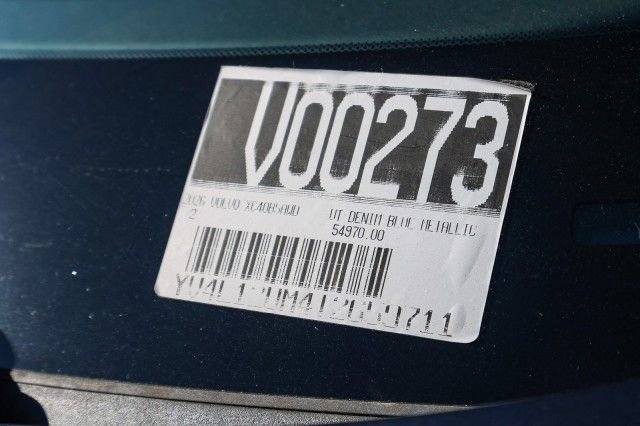 V00273
2026 VOLVO XC40B5AWD UT DENIM BLUE METALLIC
2 54970.00